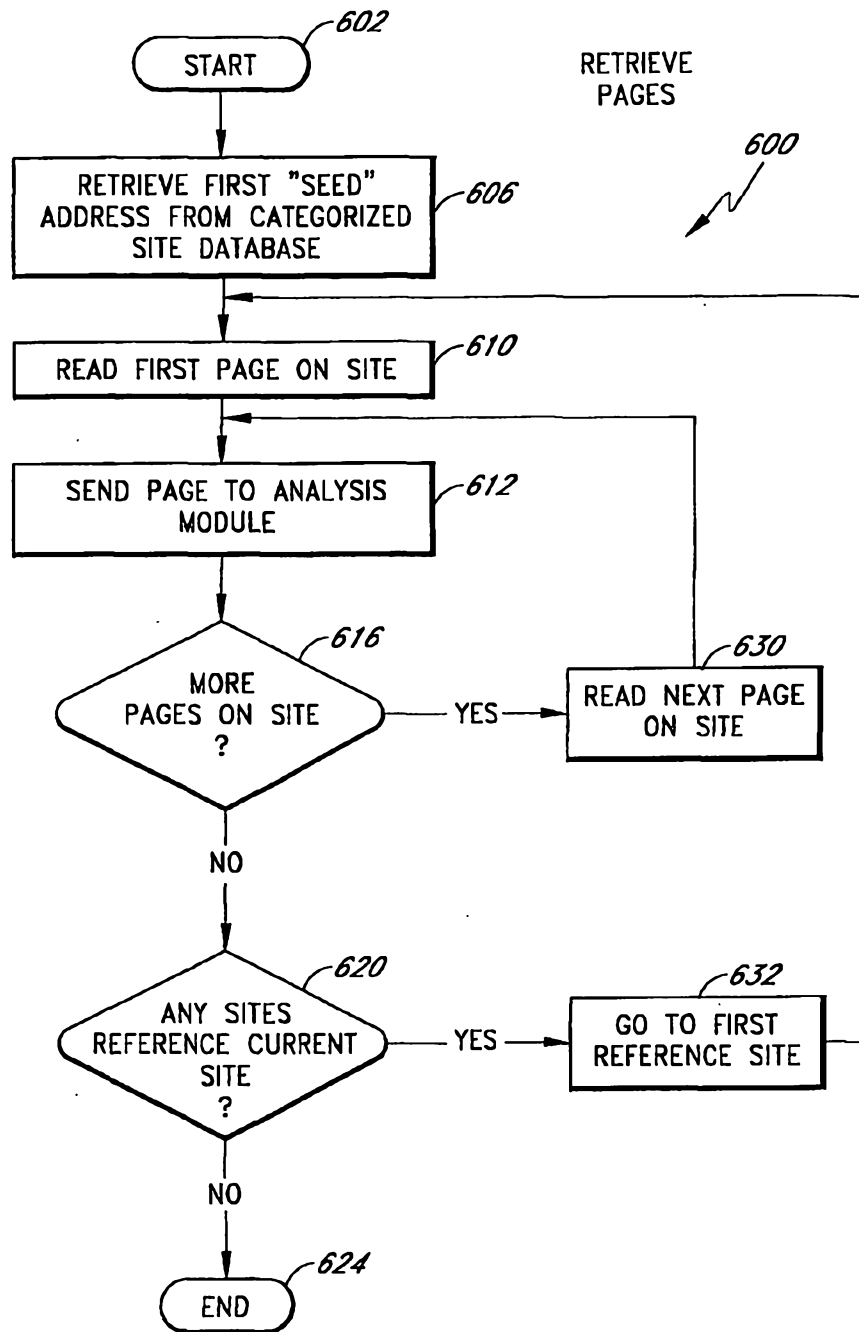 602
START
RETRIEVE
PAGES
600
RETRIEVE FIRST "SEED"
ADDRESS FROM CATEGORIZED
SITE DATABASE
606
READ FIRST PAGE ON SITE
610
SEND PAGE TO ANALYSIS
MODULE
612
616
MORE
PAGES ON SITE
?
YES
630
READ NEXT PAGE
ON SITE
NO
620
ANY SITES
REFERENCE CURRENT
SITE
?
YES
632
GO TO FIRST
REFERENCE SITE
NO
624
END